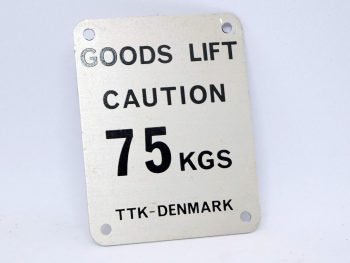 GOODS LIFT
CAUTION
75 KGS
TTK-DENMARK